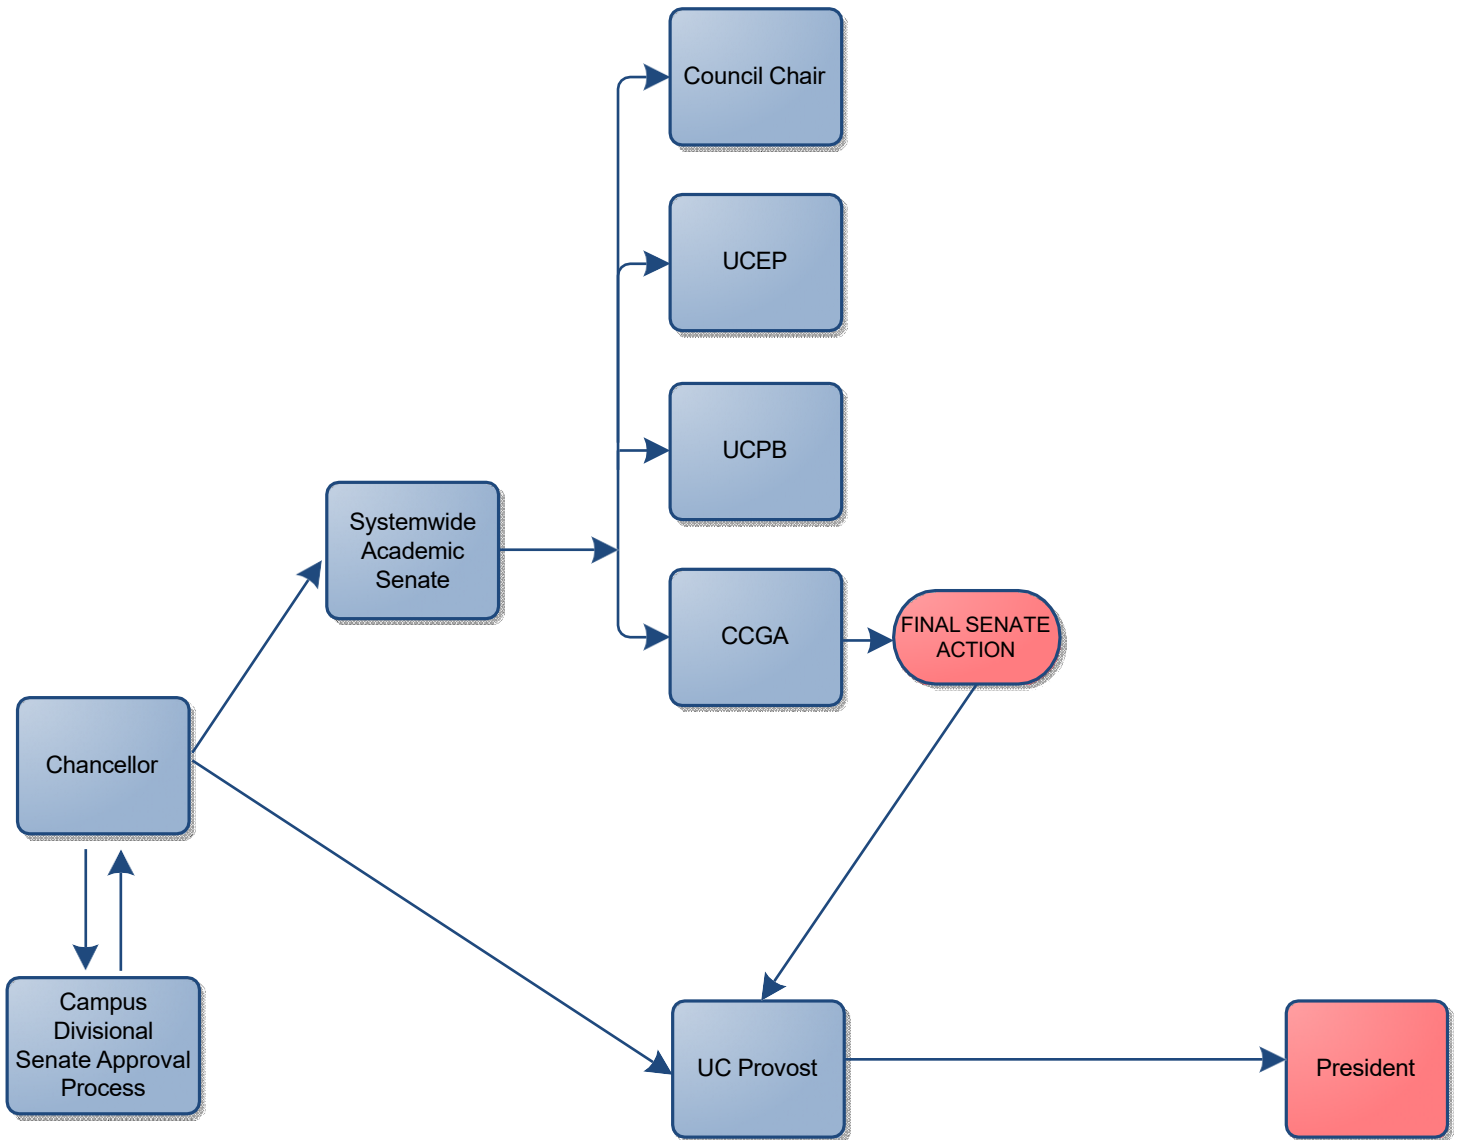 Council Chair
UCEP
UCPB
Systemwide
Academic
Senate
CCGA
FINAL SENATE
ACTION
Chancellor
Campus
Divisional
Senate Approval
Process
UC Provost
President